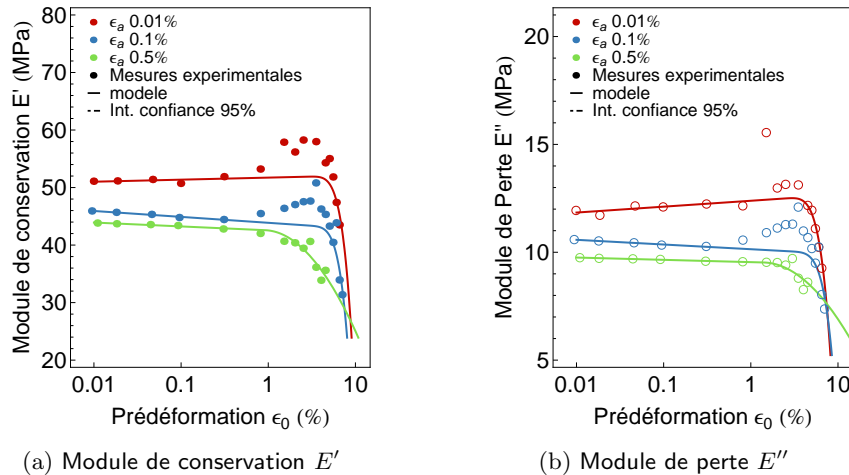 Module de conservation E' (MPa)
80
70
60
50
40
30
20
ϵa 0.01%
ϵa 0.1%
ϵa 0.5%
Mesures experimentales
modele
Int. confiance 95%
0.01
0.1
1
10
Prédéformation ϵ0 (%)
(a) Module de conservation E′
Module de Perte E'' (MPa)
20
15
10
5
ϵa 0.01%
ϵa 0.1%
ϵa 0.5%
Mesures experimentales
modele
Int. confiance 95%
0.01
0.1
1
10
Prédéformation ϵ0 (%)
(b) Module de perte E′′